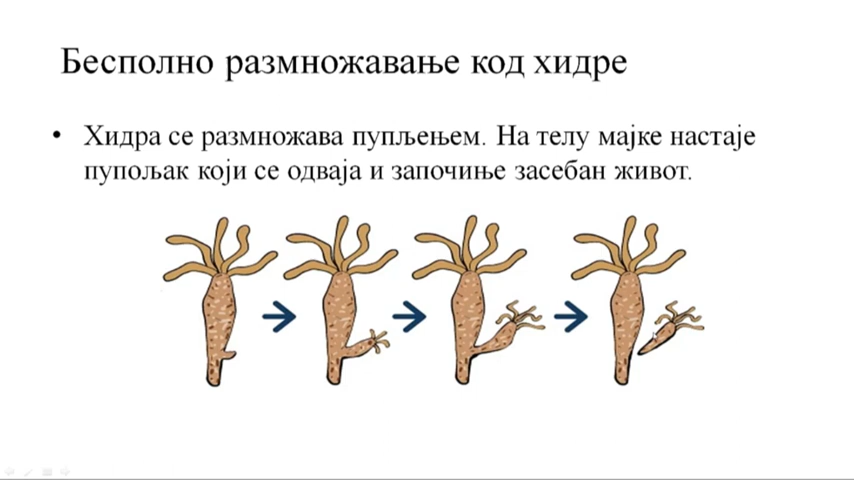 Бесполно размножавање код хидре
• Хидра се размножава пупљењем. На телу мајке настаје
пупољак који се одваја и започиње засебан живот.